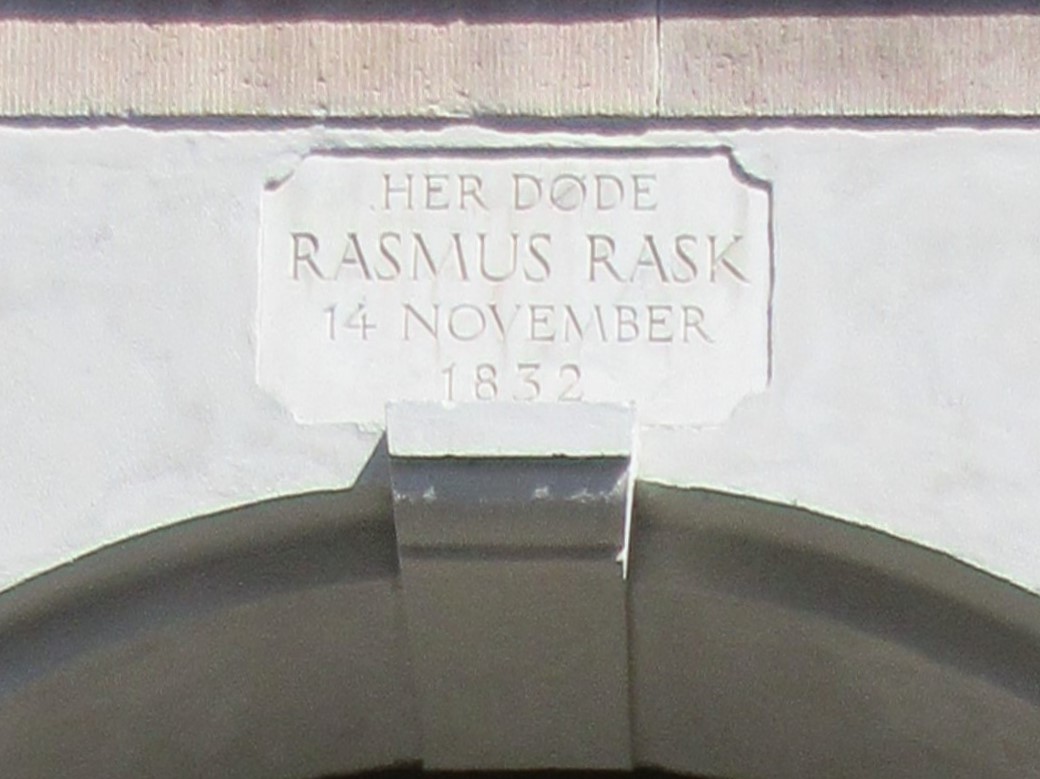 HER DØDE
RASMUS RASK
14 NOVEMBER
1832